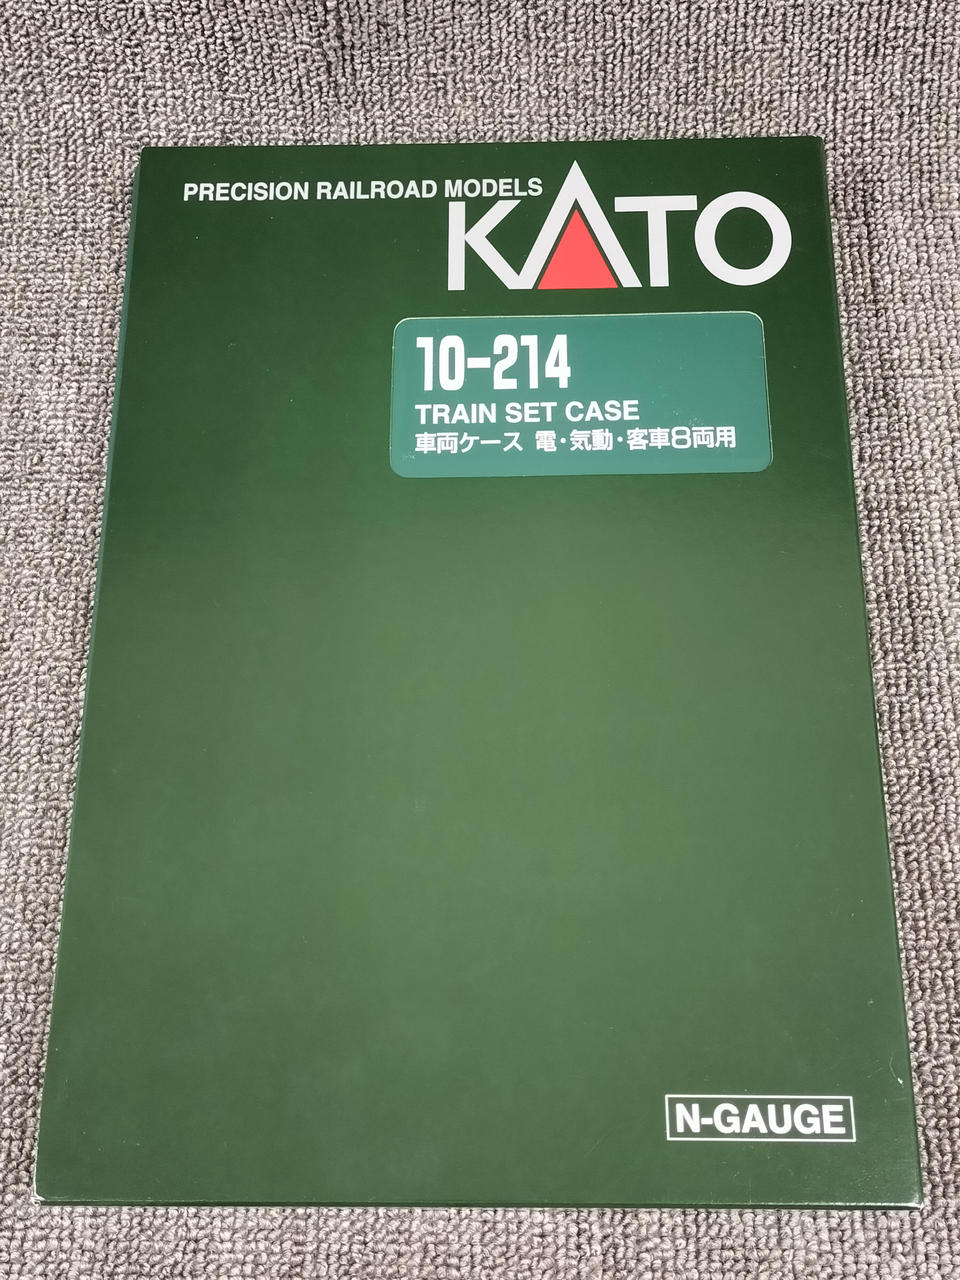 PRECISION RAILROAD MODELS
KATO
10-214
TRAIN SET CASE
車両ケース 電・気動・客車8両用
N-GAUGE